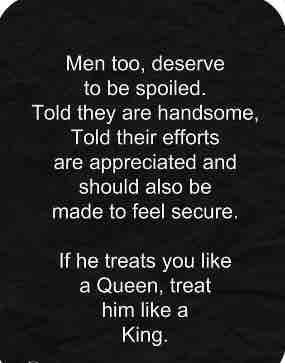 Men too, deserve
to be spoiled.
Told they are handsome,
Told their efforts
are appreciated and
should also be
made to feel secure.
If he treats you like
a Queen, treat
him like a
King.